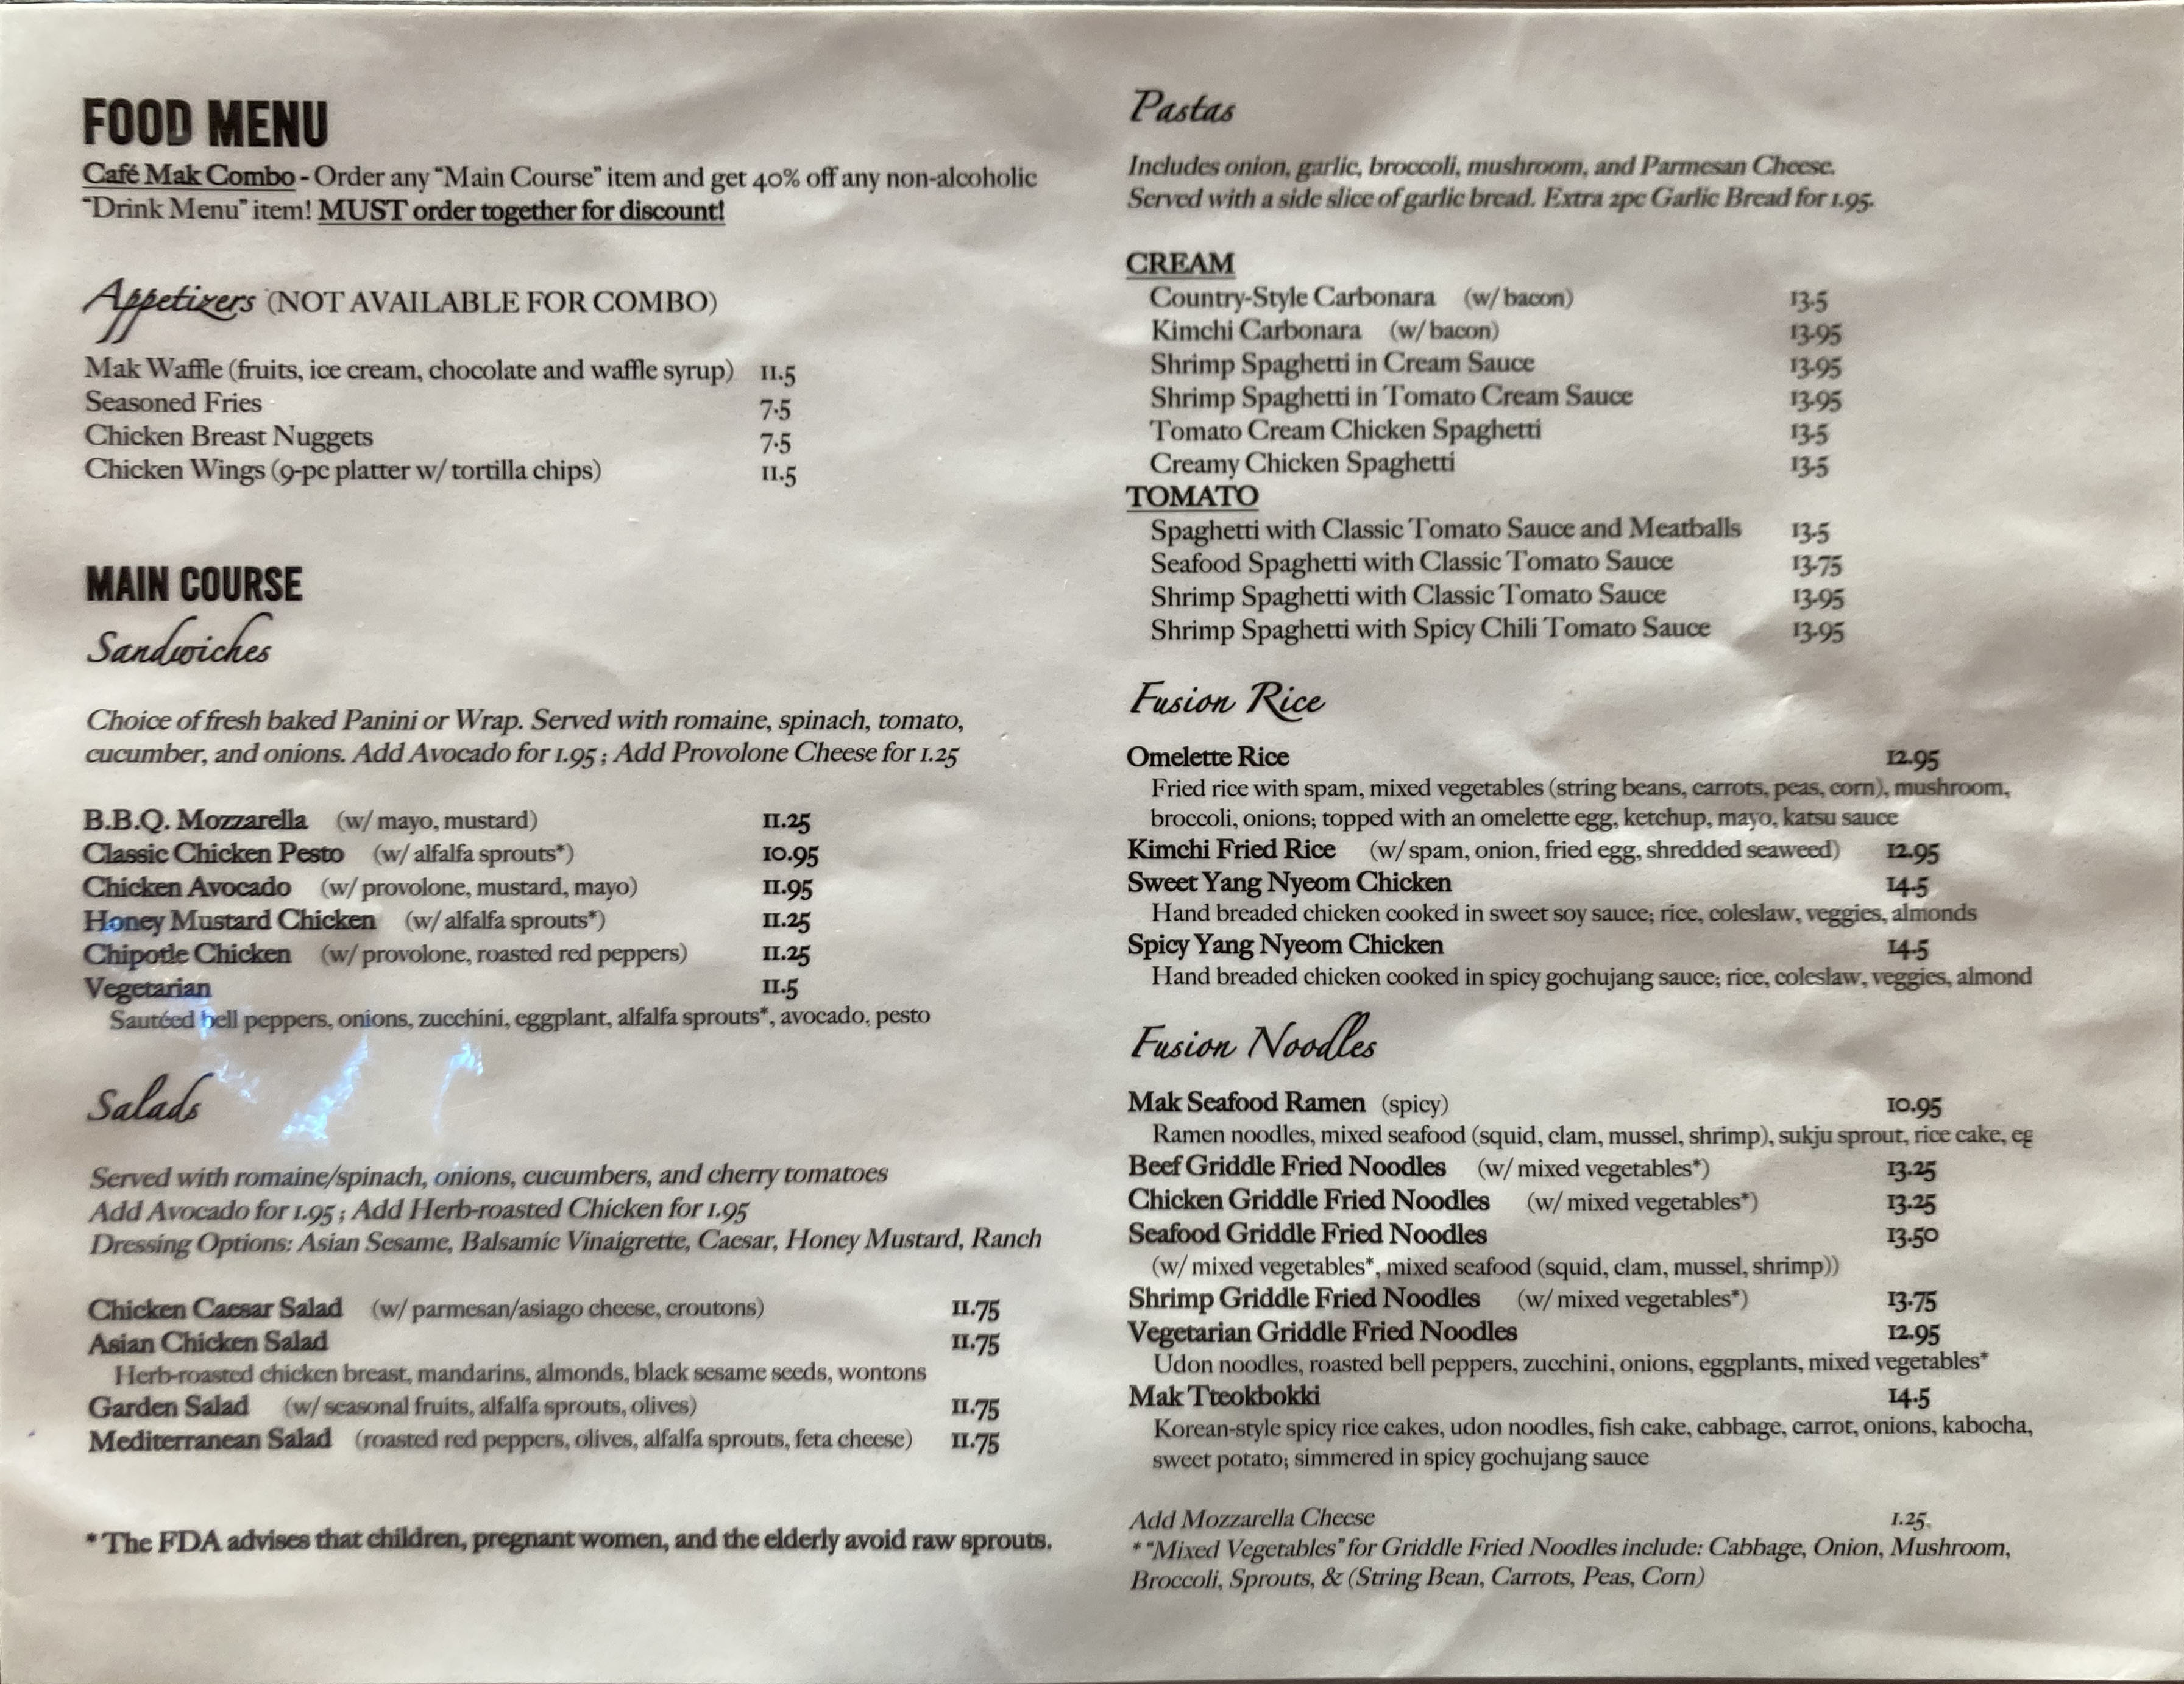 FOOD MENU
Café Mak Combo - Order any "Main Course" item and get 40% off any non-alcoholic
"Drink Menu" item! MUST order together for discount!
Appetizers (NOT AVAILABLE FOR COMBO)
Mak Waffle (fruits, ice cream, chocolate and waffle syrup) 11.5
Seasoned Fries 7.5
Chicken Breast Nuggets 7.5
Chicken Wings (9-pc platter w/ tortilla chips) 11.5
MAIN COURSE
Sandwiches
Choice of fresh baked Panini or Wrap. Served with romaine, spinach, tomato,
cucumber, and onions. Add Avocado for 1.95 ; Add Provolone Cheese for 1.25
B.B.Q. Mozzarella (w/ mayo, mustard) 11.25
Classic Chicken Pesto (w/ alfalfa sprouts*) 10.95
Chicken Avocado (w/ provolone, mustard, mayo) 11.95
Honey Mustard Chicken (w/ alfalfa sprouts*) 11.25
Chipotle Chicken (w/ provolone, roasted red peppers) 11.25
Vegetarian 11.5
Sautéed bell peppers, onions, zucchini, eggplant, alfalfa sprouts*, avocado, pesto
Salads
Served with romaine/spinach, onions, cucumbers, and cherry tomatoes
Add Avocado for 1.95 ; Add Herb-roasted Chicken for 1.95
Dressing Options: Asian Sesame, Balsamic Vinaigrette, Caesar, Honey Mustard, Ranch
Chicken Caesar Salad (w/ parmesan/asiago cheese, croutons) 11.75
Asian Chicken Salad 11.75
Herb-roasted chicken breast, mandarins, almonds, black sesame seeds, wontons
Garden Salad (w/ seasonal fruits, alfalfa sprouts, olives) 11.75
Mediterranean Salad (roasted red peppers, olives, alfalfa sprouts, feta cheese) 11.75
* The FDA advises that children, pregnant women, and the elderly avoid raw sprouts.
Pastas
Includes onion, garlic, broccoli, mushroom, and Parmesan Cheese.
Served with a side slice of garlic bread. Extra 2pc Garlic Bread for 1.95.
CREAM
Country-Style Carbonara (w/ bacon) 13.5
Kimchi Carbonara (w/ bacon) 13.95
Shrimp Spaghetti in Cream Sauce 13.95
Shrimp Spaghetti in Tomato Cream Sauce 13.95
Tomato Cream Chicken Spaghetti 13.5
Creamy Chicken Spaghetti 13.5
TOMATO
Spaghetti with Classic Tomato Sauce and Meatballs 13.5
Seafood Spaghetti with Classic Tomato Sauce 13.75
Shrimp Spaghetti with Classic Tomato Sauce 13.95
Shrimp Spaghetti with Spicy Chili Tomato Sauce 13.95
Fusion Rice
Omelette Rice 12.95
Fried rice with spam, mixed vegetables (string beans, carrots, peas, corn), mushroom,
broccoli, onions; topped with an omelette egg, ketchup, mayo, katsu sauce
Kimchi Fried Rice (w/ spam, onion, fried egg, shredded seaweed) 12.95
Sweet Yang Nyeom Chicken 14.5
Hand breaded chicken cooked in sweet soy sauce; rice, coleslaw, veggies, almonds
Spicy Yang Nyeom Chicken 14.5
Hand breaded chicken cooked in spicy gochujang sauce; rice, coleslaw, veggies, almond
Fusion Noodles
Mak Seafood Ramen (spicy) 10.95
Ramen noodles, mixed seafood (squid, clam, mussel, shrimp), sukju sprout, rice cake, eg
Beef Griddle Fried Noodles (w/ mixed vegetables*) 13.25
Chicken Griddle Fried Noodles (w/ mixed vegetables*) 13.25
Seafood Griddle Fried Noodles 13.50
(w/ mixed vegetables*, mixed seafood (squid, clam, mussel, shrimp))
Shrimp Griddle Fried Noodles (w/ mixed vegetables*) 13.75
Vegetarian Griddle Fried Noodles 12.95
Udon noodles, roasted bell peppers, zucchini, onions, eggplants, mixed vegetables*
Mak Tteokbokki 14.5
Korean-style spicy rice cakes, udon noodles, fish cake, cabbage, carrot, onions, kabocha,
sweet potato; simmered in spicy gochujang sauce
Add Mozzarella Cheese 1.25
* "Mixed Vegetables" for Griddle Fried Noodles include: Cabbage, Onion, Mushroom,
Broccoli, Sprouts, & (String Bean, Carrots, Peas, Corn)